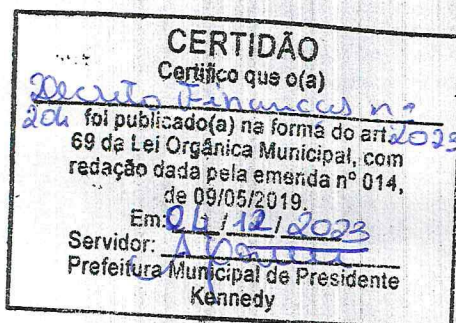 CERTIDÃO
Certifico que o(a)
Decreto Financas nº
204 foi publicado(a) na forma do art. 2023
69 da Lei Orgânica Municipal, com
redação dada pela emenda nº 014,
de 09/05/2019.
Em: 04 / 12 / 2023
Servidor:
Prefeitura Municipal de Presidente
Kennedy